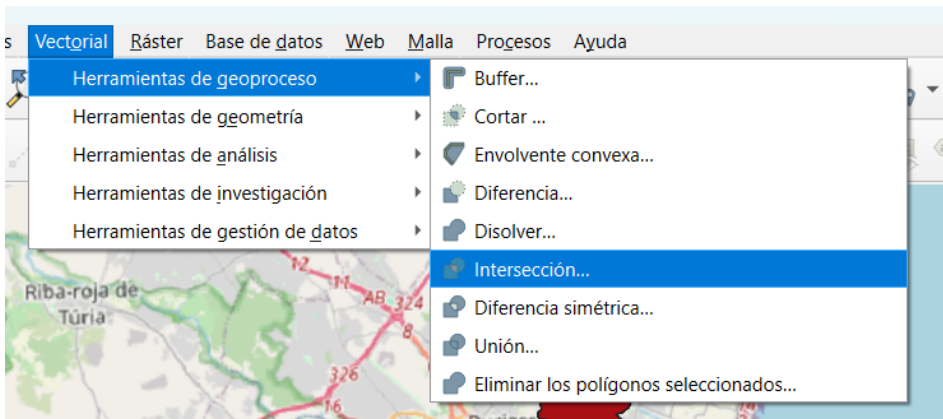 s Vectorial Ráster Base de datos Web Malla Procesos Ayuda
Herramientas de geoproceso
Herramientas de geometría
Herramientas de análisis
Herramientas de investigación
Herramientas de gestión de datos
Buffer...
Cortar ...
Envolvente convexa...
Diferencia...
Disolver...
Intersección...
Diferencia simétrica...
Unión...
Eliminar los polígonos seleccionados...
12
11
AB 324
Riba-roja de
Túria
8
326
16